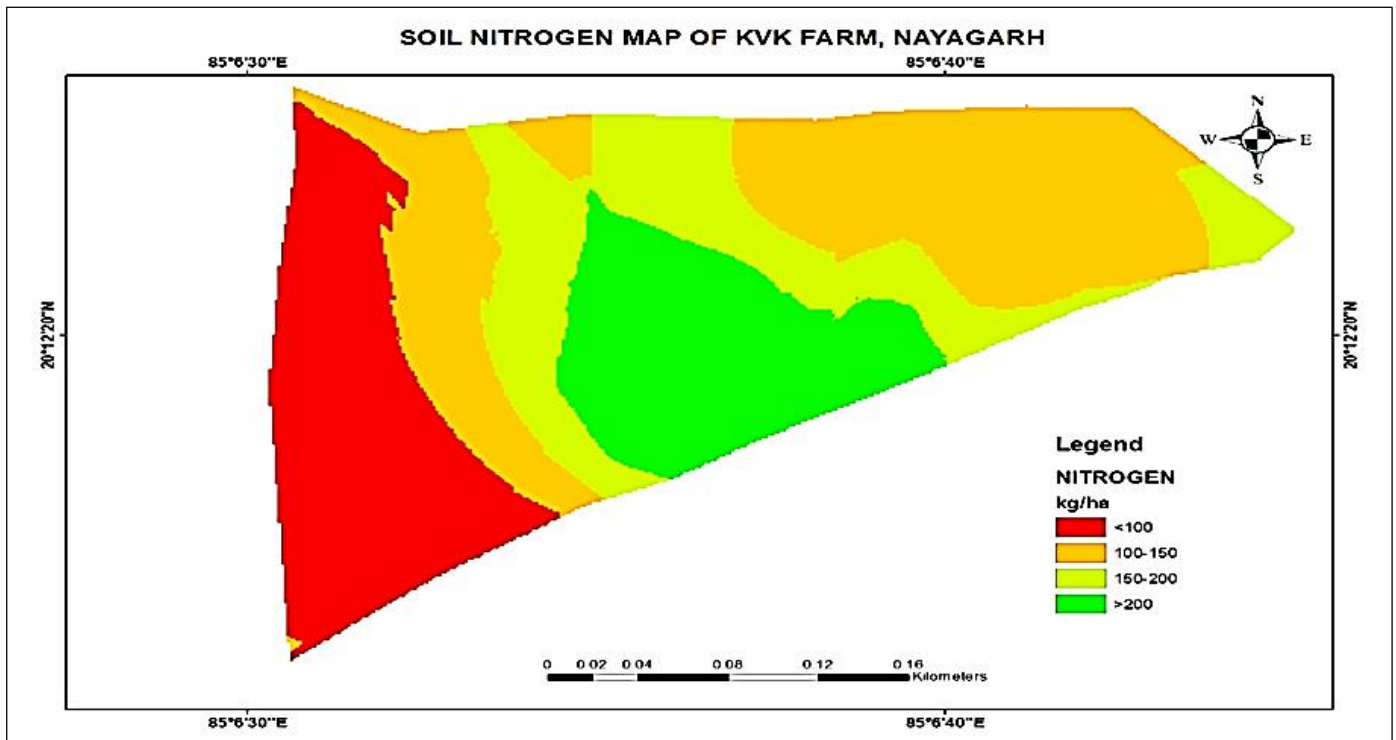 SOIL NITROGEN MAP OF KVK FARM, NAYAGARH
85°6'30"E 85°6'40"E
N
W E
S
20°12'20"N 20°12'20"N
Legend
NITROGEN
kg/ha
<100
100-150
150-200
>200
0 0 02 0 04 0 08 0 12 0 16
Kilometers
85°6'30"E 85°6'40"E